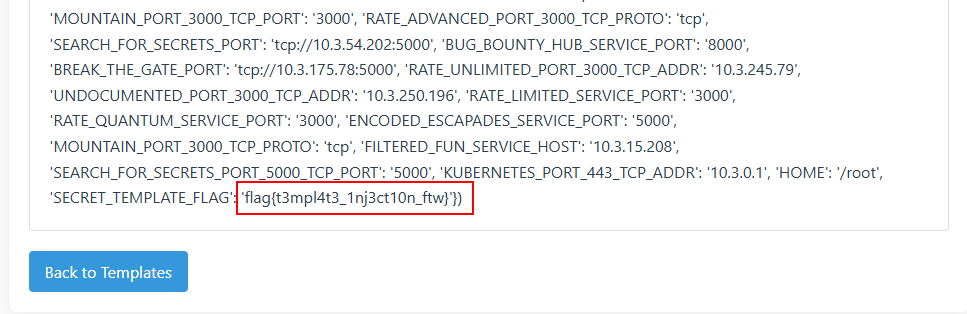 'MOUNTAIN_PORT_3000_TCP_PORT': '3000', 'RATE_ADVANCED_PORT_3000_TCP_PROTO': 'tcp',
'SEARCH_FOR_SECRETS_PORT': 'tcp://10.3.54.202:5000', 'BUG_BOUNTY_HUB_SERVICE_PORT': '8000',
'BREAK_THE_GATE_PORT': 'tcp://10.3.175.78:5000', 'RATE_UNLIMITED_PORT_3000_TCP_ADDR': '10.3.245.79',
'UNDOCUMENTED_PORT_3000_TCP_ADDR': '10.3.250.196', 'RATE_LIMITED_SERVICE_PORT': '3000',
'RATE_QUANTUM_SERVICE_PORT': '3000', 'ENCODED_ESCAPADES_SERVICE_PORT': '5000',
'MOUNTAIN_PORT_3000_TCP_PROTO': 'tcp', 'FILTERED_FUN_SERVICE_HOST': '10.3.15.208',
'SEARCH_FOR_SECRETS_PORT_5000_TCP_PORT': '5000', 'KUBERNETES_PORT_443_TCP_ADDR': '10.3.0.1', 'HOME': '/root',
'SECRET_TEMPLATE_FLAG': 'flag{t3mpl4t3_1nj3ct10n_ftw}'})
Back to Templates